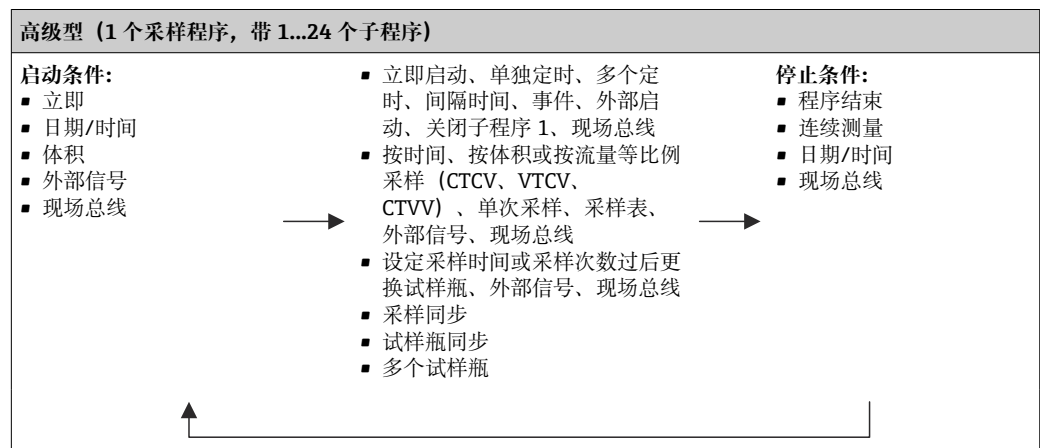 高级型（1 个采样程序，带 1...24 个子程序）
启动条件:
▪ 立即
▪ 日期/时间
▪ 体积
▪ 外部信号
▪ 现场总线
▪ 立即启动、单独定时、多个定
时、间隔时间、事件、外部启
动、关闭子程序 1、现场总线
▪ 按时间、按体积或按流量等比例
采样（CTCV、VTCV、
CTVV）、单次采样、采样表、
外部信号、现场总线
▪ 设定采样时间或采样次数过后更
换试样瓶、外部信号、现场总线
▪ 采样同步
▪ 试样瓶同步
▪ 多个试样瓶
停止条件:
▪ 程序结束
▪ 连续测量
▪ 日期/时间
▪ 现场总线